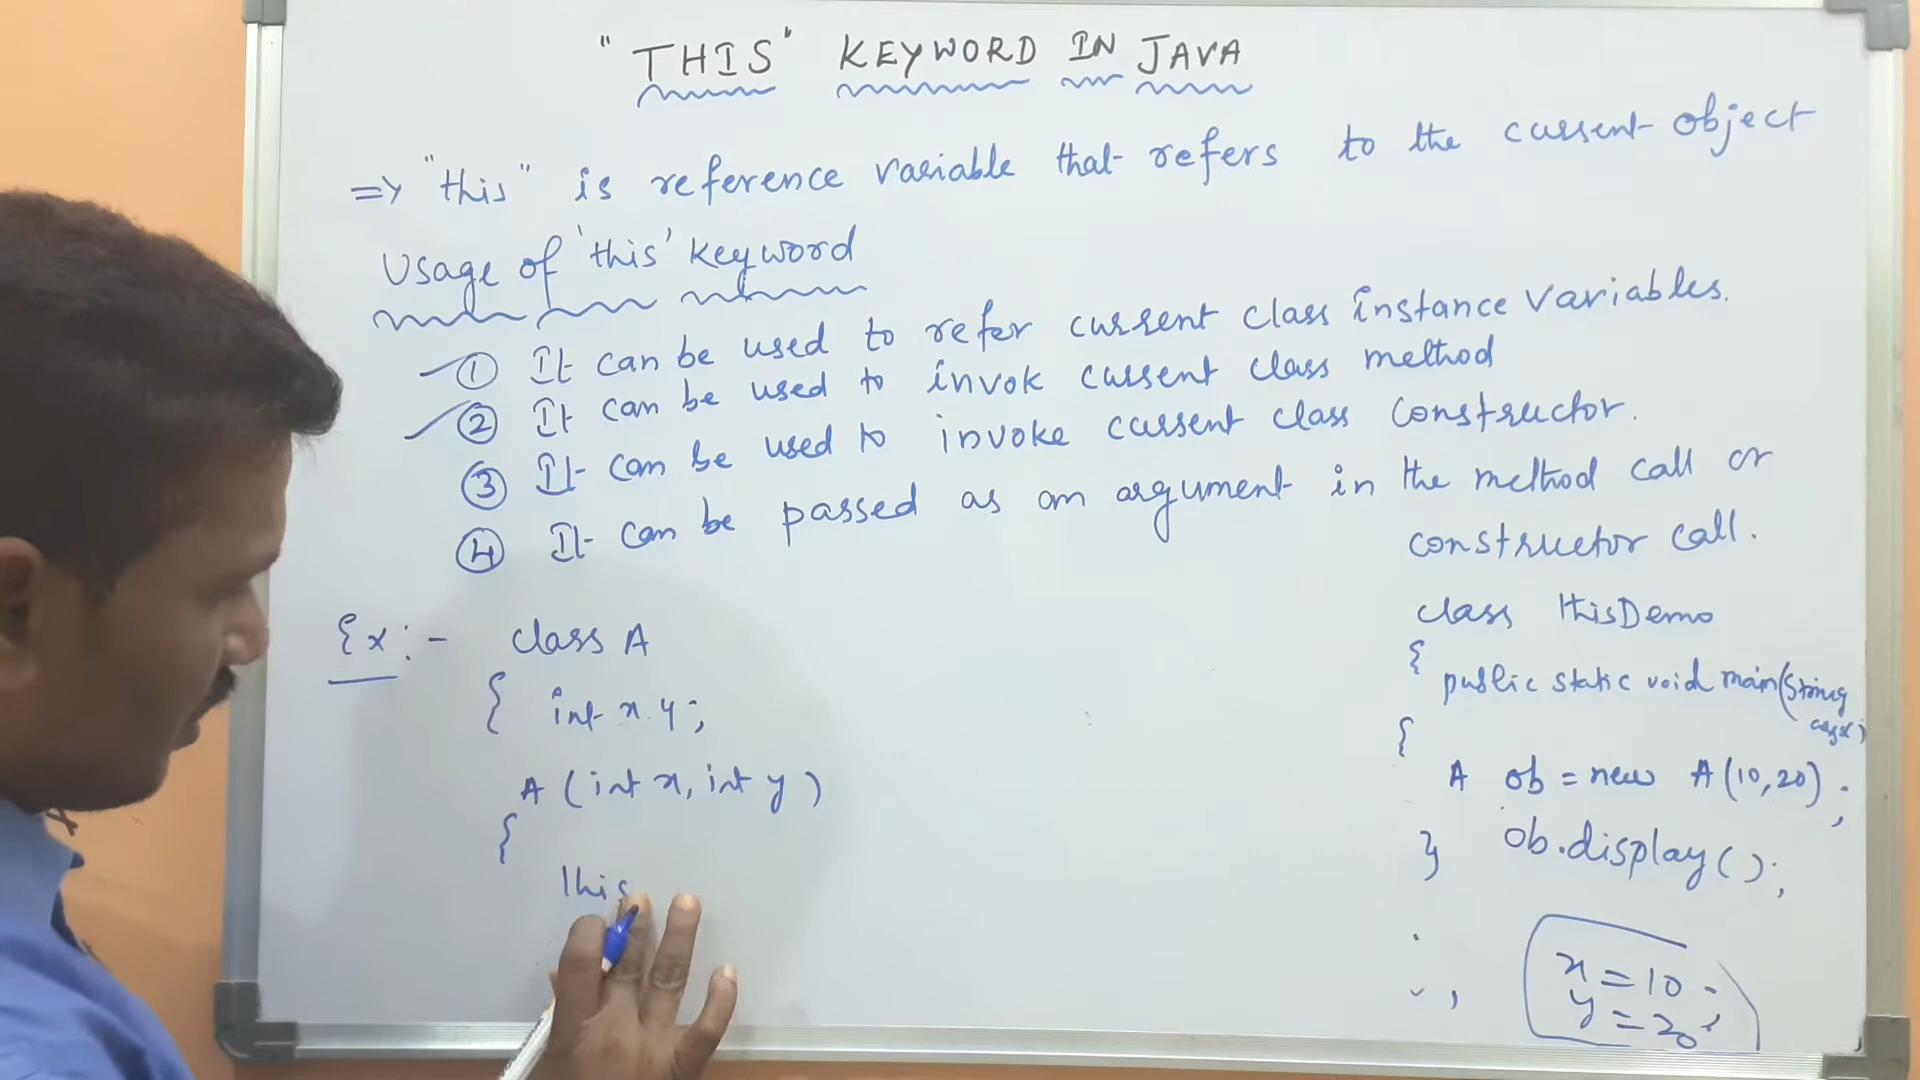 "THIS" KEYWORD IN JAVA
=> "this" is reference variable that refers to the current object
Usage of 'this' keyword
① It can be used to refer current class instance variables.
② It can be used to invok current class method
③ It can be used to invoke current class constructor.
④ It can be passed as an argument in the method call or
constructor call.
Ex:- class A
{ int x y;
A (int x, int y)
{
this
class thisDemo
{ public static void main(String
{
A ob = new A(10,20);
} ob.display();
x = 10
y = 20